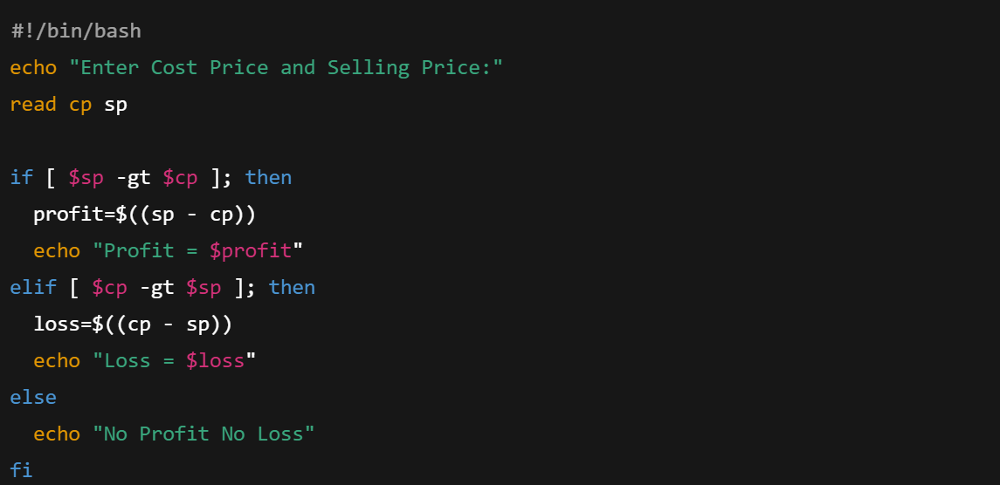 #!/bin/bash
echo "Enter Cost Price and Selling Price:"
read cp sp

if [ $sp -gt $cp ]; then
  profit=$((sp - cp))
  echo "Profit = $profit"
elif [ $cp -gt $sp ]; then
  loss=$((cp - sp))
  echo "Loss = $loss"
else
  echo "No Profit No Loss"
fi